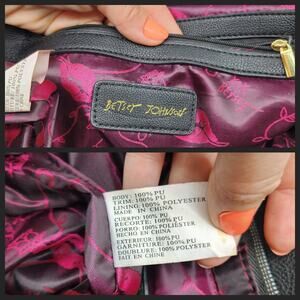 BETSEY JOHNSON
BODY: 100% PU
TRIM: 100% PU
LINING: 100% POLYESTER
MADE IN CHINA
CUERPO: 100% PU
RECORTE: 100% PU
FORRO: 100% POLIÉSTER
HECHO EN CHINA
EXTERIEUR: 100% PU
GARNITURE: 100% PU
DOUBLURE: 100% POLYESTER
FAIT EN CHINE